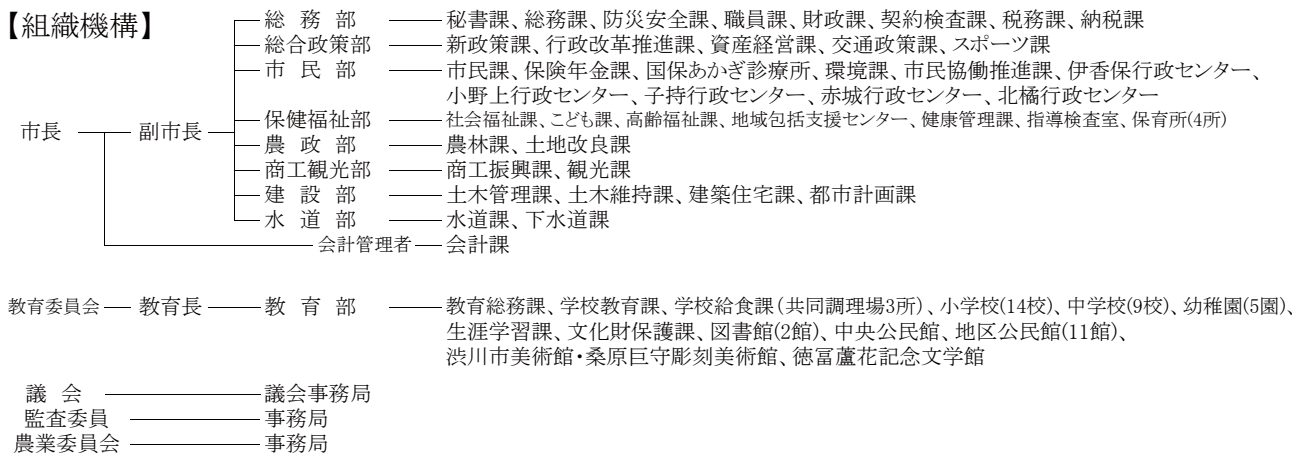 【組織機構】
総務部 秘書課、総務課、防災安全課、職員課、財政課、契約検査課、税務課、納税課
総合政策部 新政策課、行政改革推進課、資産経営課、交通政策課、スポーツ課
市民部 市民課、保険年金課、国保あかぎ診療所、環境課、市民協働推進課、伊香保行政センター、
小野上行政センター、子持行政センター、赤城行政センター、北橘行政センター
市長 副市長 保健福祉部 社会福祉課、こども課、高齢福祉課、地域包括支援センター、健康管理課、指導検査室、保育所(4所)
農政部 農林課、土地改良課
商工観光部 商工振興課、観光課
建設部 土木管理課、土木維持課、建築住宅課、都市計画課
水道部 水道課、下水道課
会計管理者 会計課
教育委員会 教育長 教育部 教育総務課、学校教育課、学校給食課(共同調理場3所)、小学校(14校)、中学校(9校)、幼稚園(5園)、
生涯学習課、文化財保護課、図書館(2館)、中央公民館、地区公民館(11館)、
渋川市美術館・桑原巨守彫刻美術館、徳冨蘆花記念文学館
議会 議会事務局
監査委員 事務局
農業委員会 事務局